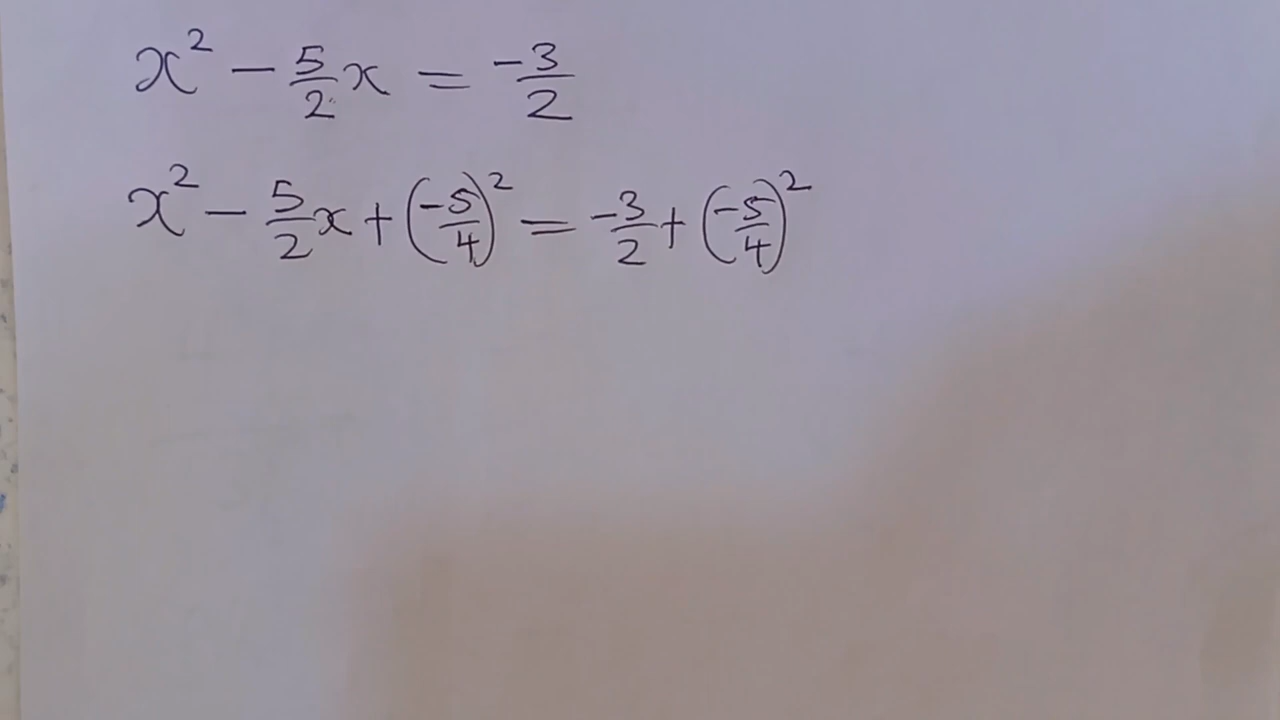 x² - 5/2 x = -3/2
x² - 5/2 x + (-5/4)² = -3/2 + (-5/4)²